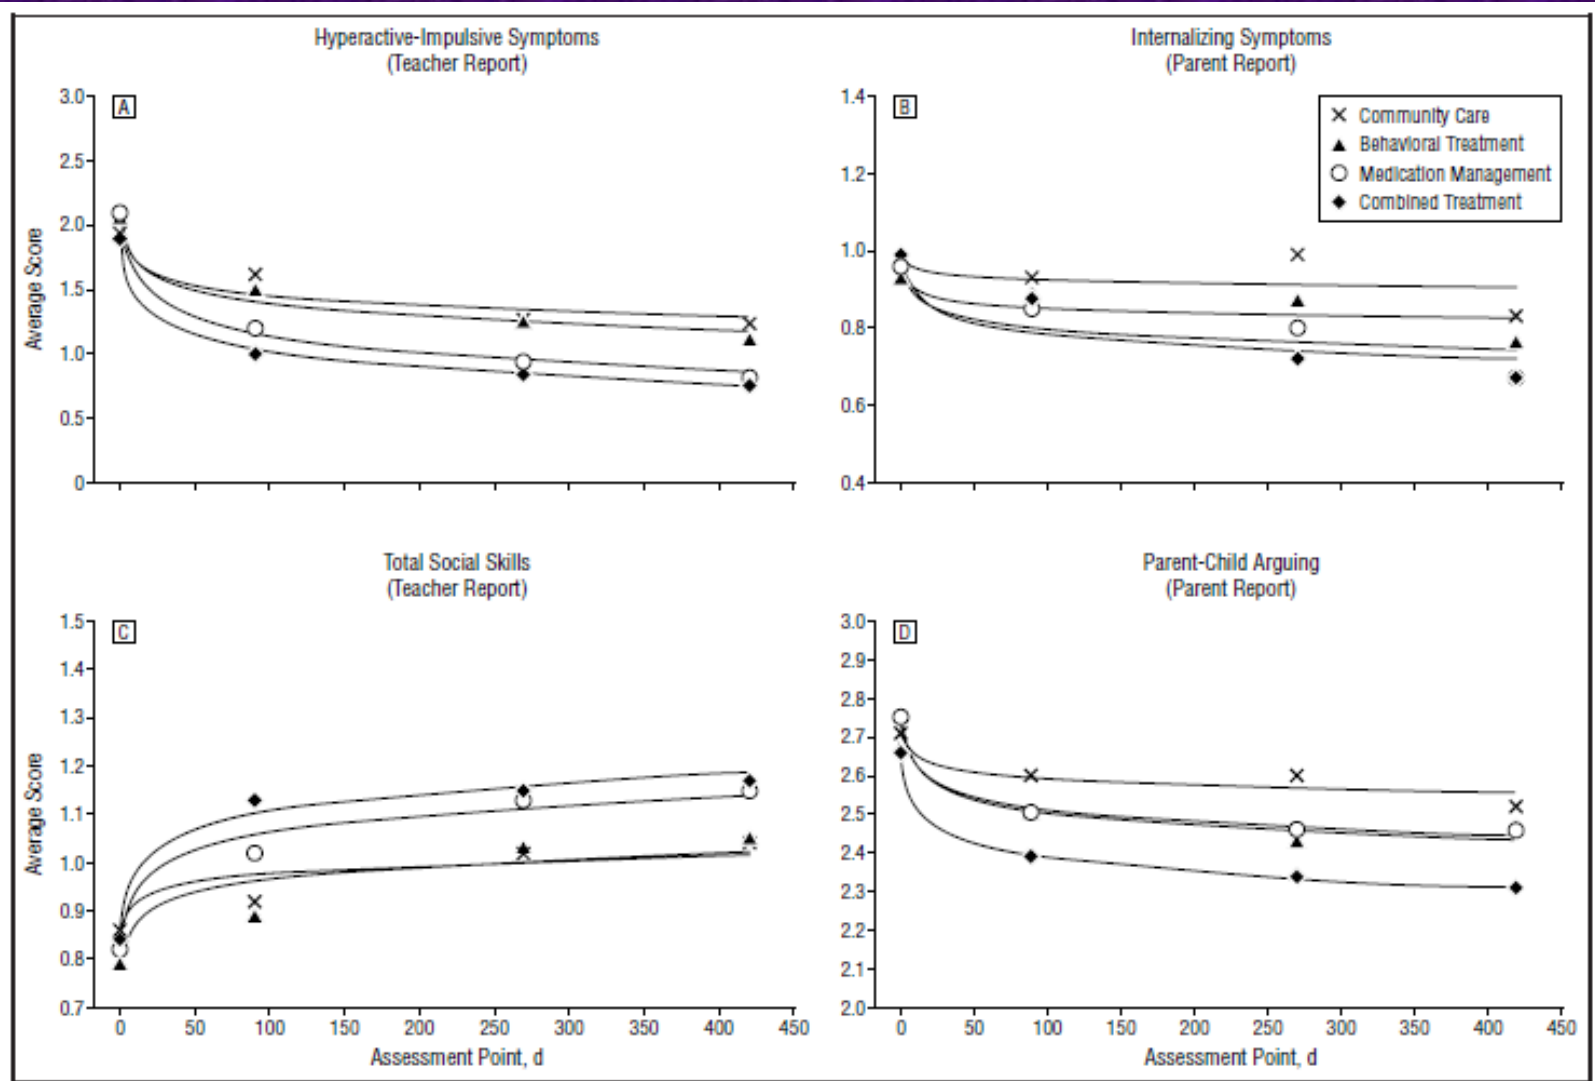 Hyperactive-Impulsive Symptoms
(Teacher Report)
A
3.0
2.5
2.0
1.5
1.0
0.5
0
Average Score
Internalizing Symptoms
(Parent Report)
B
1.4
1.2
1.0
0.8
0.6
0.4
Community Care
Behavioral Treatment
Medication Management
Combined Treatment
Total Social Skills
(Teacher Report)
C
1.5
1.4
1.3
1.2
1.1
1.0
0.9
0.8
0.7
Average Score
0 50 100 150 200 250 300 350 400 450
Assessment Point, d
Parent-Child Arguing
(Parent Report)
D
3.0
2.9
2.8
2.7
2.6
2.5
2.4
2.3
2.2
2.1
2.0
0 50 100 150 200 250 300 350 400 450
Assessment Point, d